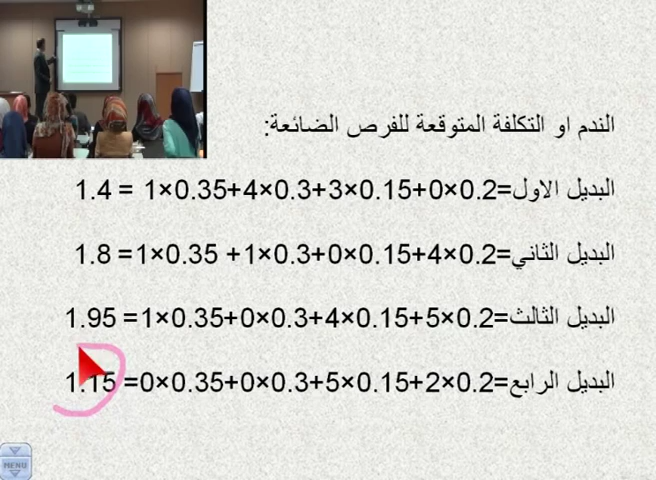 الندم او التكلفة المتوقعة للفرص الضائعة:
البديل الاول=0.2×0+0.15×3+0.3×4+0.35×1 = 1.4
البديل الثاني=0.2×4+0.15×0+0.3×1+ 0.35×1= 1.8
البديل الثالث=0.2×5+0.15×4+0.3×0+0.35×1= 1.95
البديل الرابع=0.2×2+0.15×5+0.3×0+0.35×0= 1.15
MENU